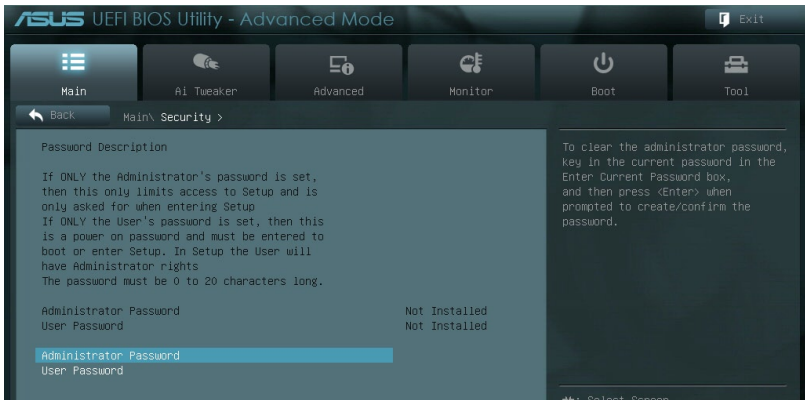 ASUS UEFI BIOS Utility - Advanced Mode
Exit
Main
Ai Tweaker
Advanced
Monitor
Boot
Tool
Back
Main\ Security >
Password Description
If ONLY the Administrator's password is set,
then this only limits access to Setup and is
only asked for when entering Setup
If ONLY the User's password is set, then this
is a power on password and must be entered to
boot or enter Setup. In Setup the User will
have Administrator rights
The password must be 0 to 20 characters long.
Administrator Password Not Installed
User Password Not Installed
Administrator Password
User Password
To clear the administrator password,
key in the current password in the
Enter Current Password box,
and then press <Enter> when
prompted to create/confirm the
password.
Select Screen